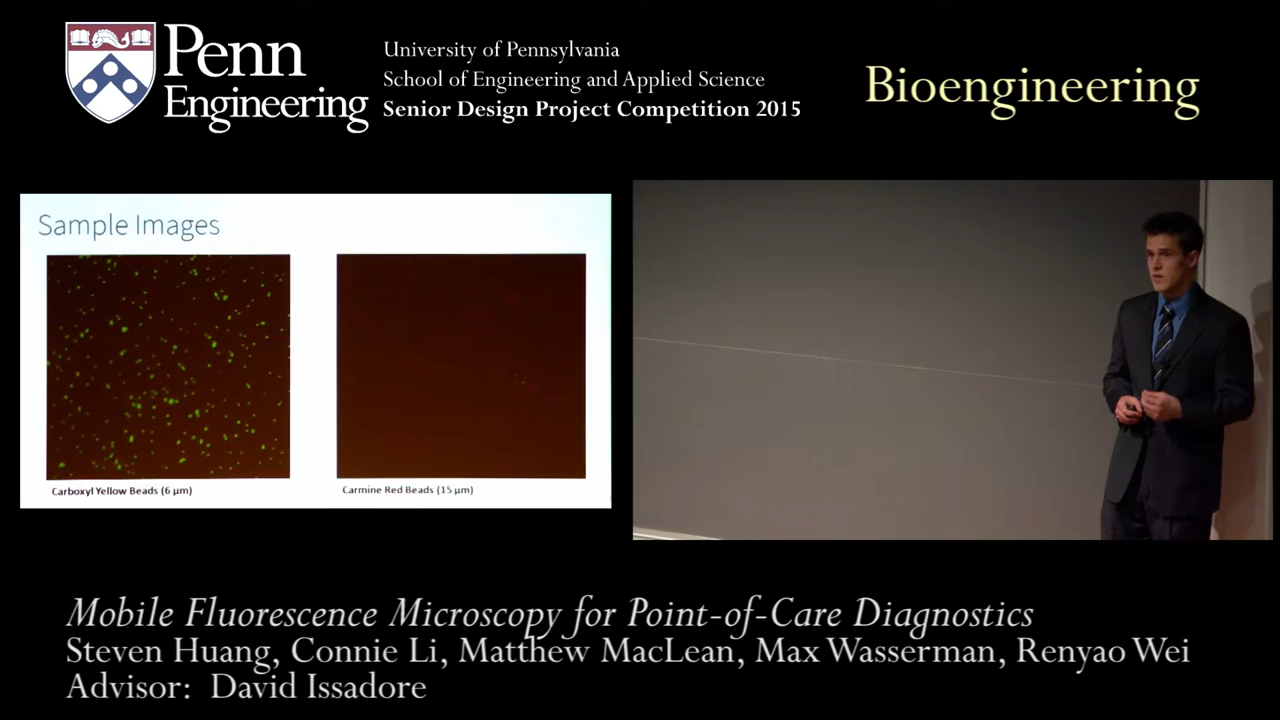 Penn
Engineering
University of Pennsylvania
School of Engineering and Applied Science
Senior Design Project Competition 2015
Bioengineering
Sample Images
Carboxyl Yellow Beads (6 µm)
Carmine Red Beads (15 µm)
Mobile Fluorescence Microscopy for Point-of-Care Diagnostics
Steven Huang, Connie Li, Matthew MacLean, Max Wasserman, Renyao Wei
Advisor: David Issadore